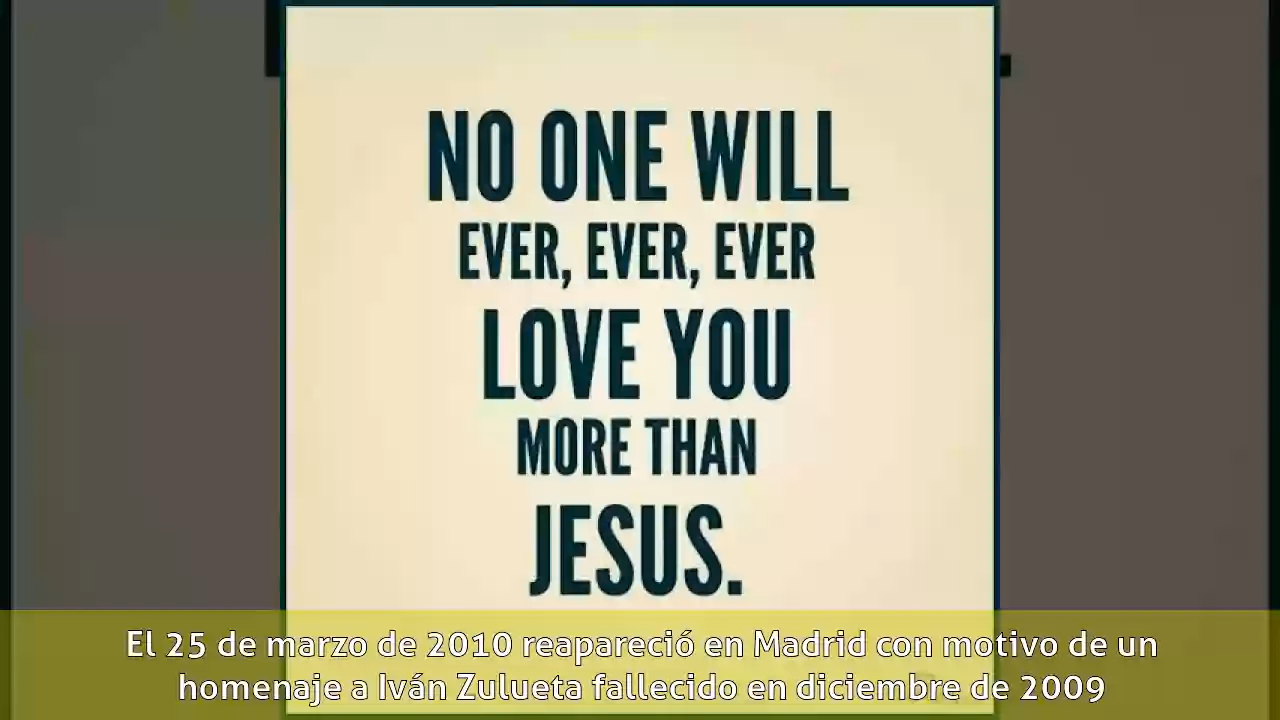 NO ONE WILL
EVER, EVER, EVER
LOVE YOU
MORE THAN
JESUS.
El 25 de marzo de 2010 reapareció en Madrid con motivo de un
homenaje a Iván Zulueta fallecido en diciembre de 2009